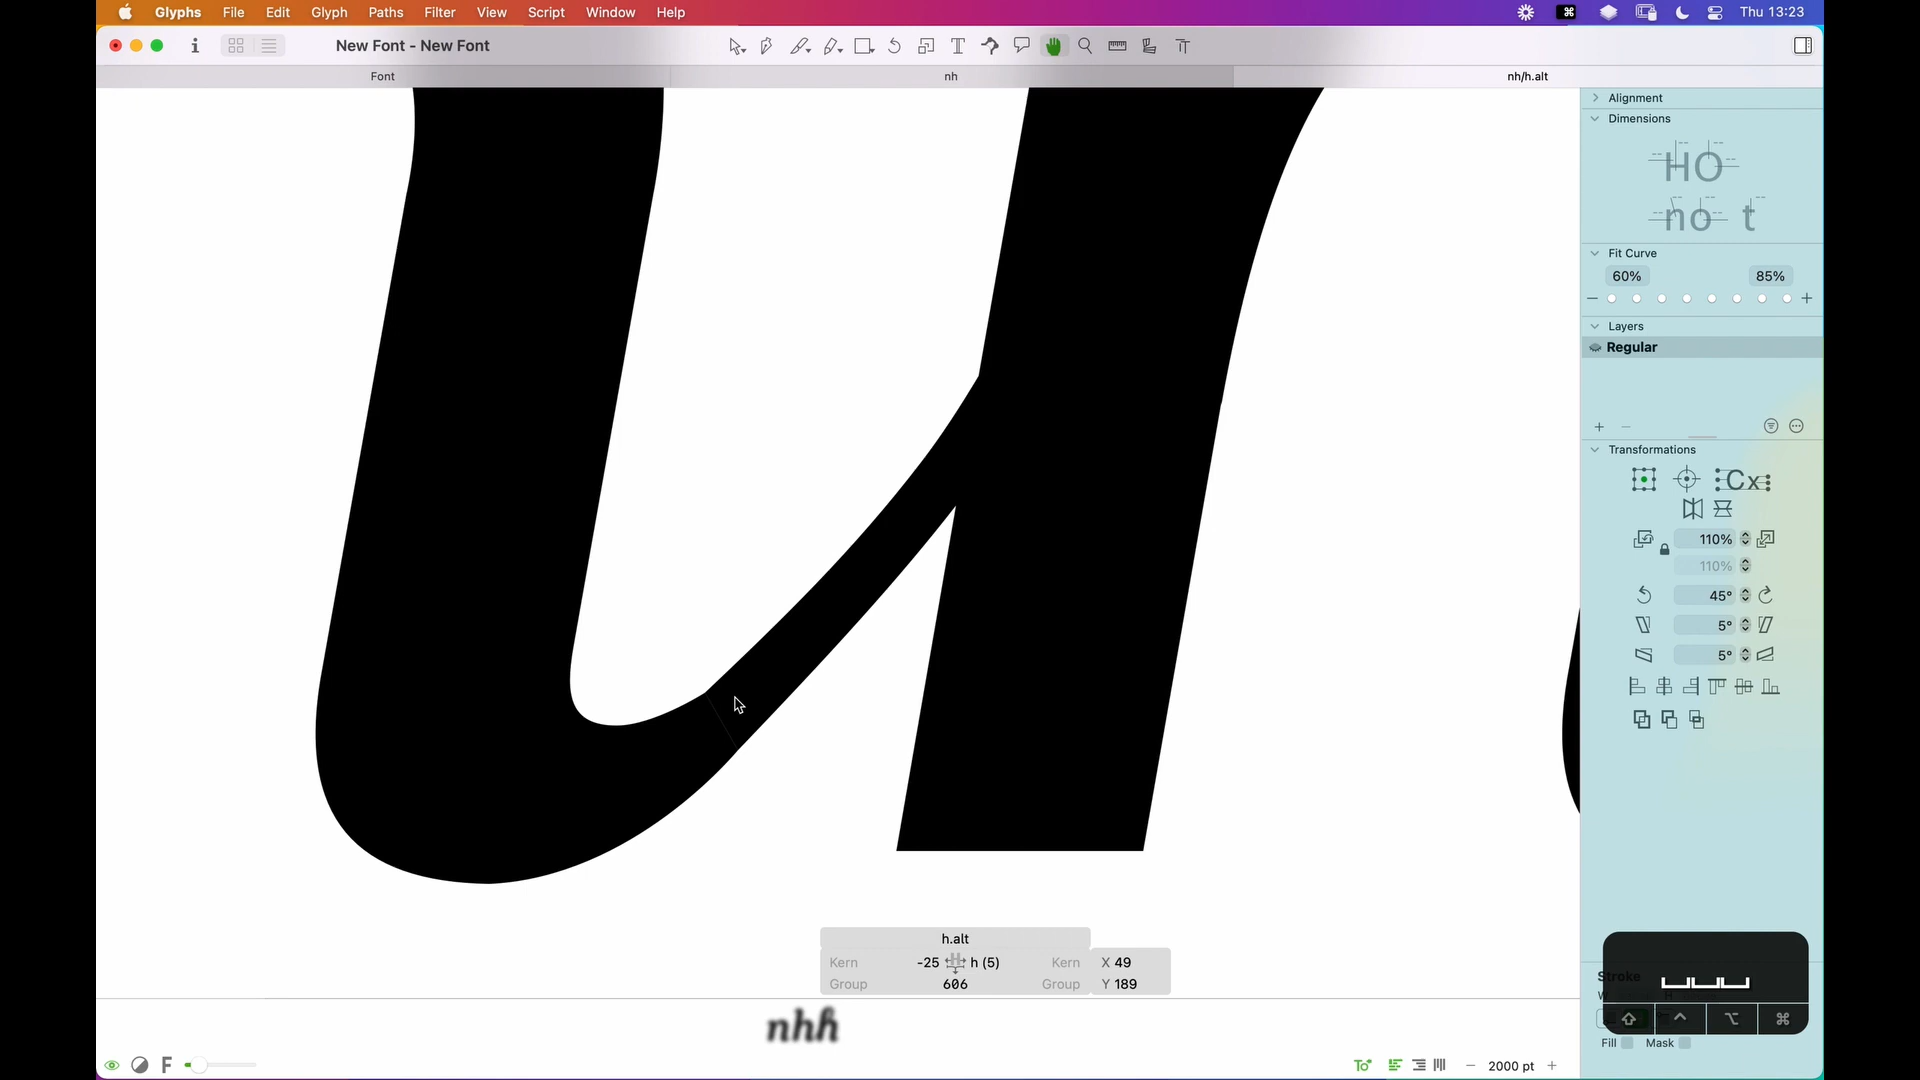 Glyphs File Edit Glyph Paths Filter View Script Window Help Thu 13:23
New Font - New Font
Font nh nh/h.alt
Alignment
Dimensions
HO
no t
Fit Curve
60% 85%
Layers
Regular
Transformations
Cx
110%
110%
45°
5°
5°
h.alt
Kern -25 h (5) Kern X 49
Group 606 Group Y 189
Stroke
nhh
Fill Mask
F 2000 pt